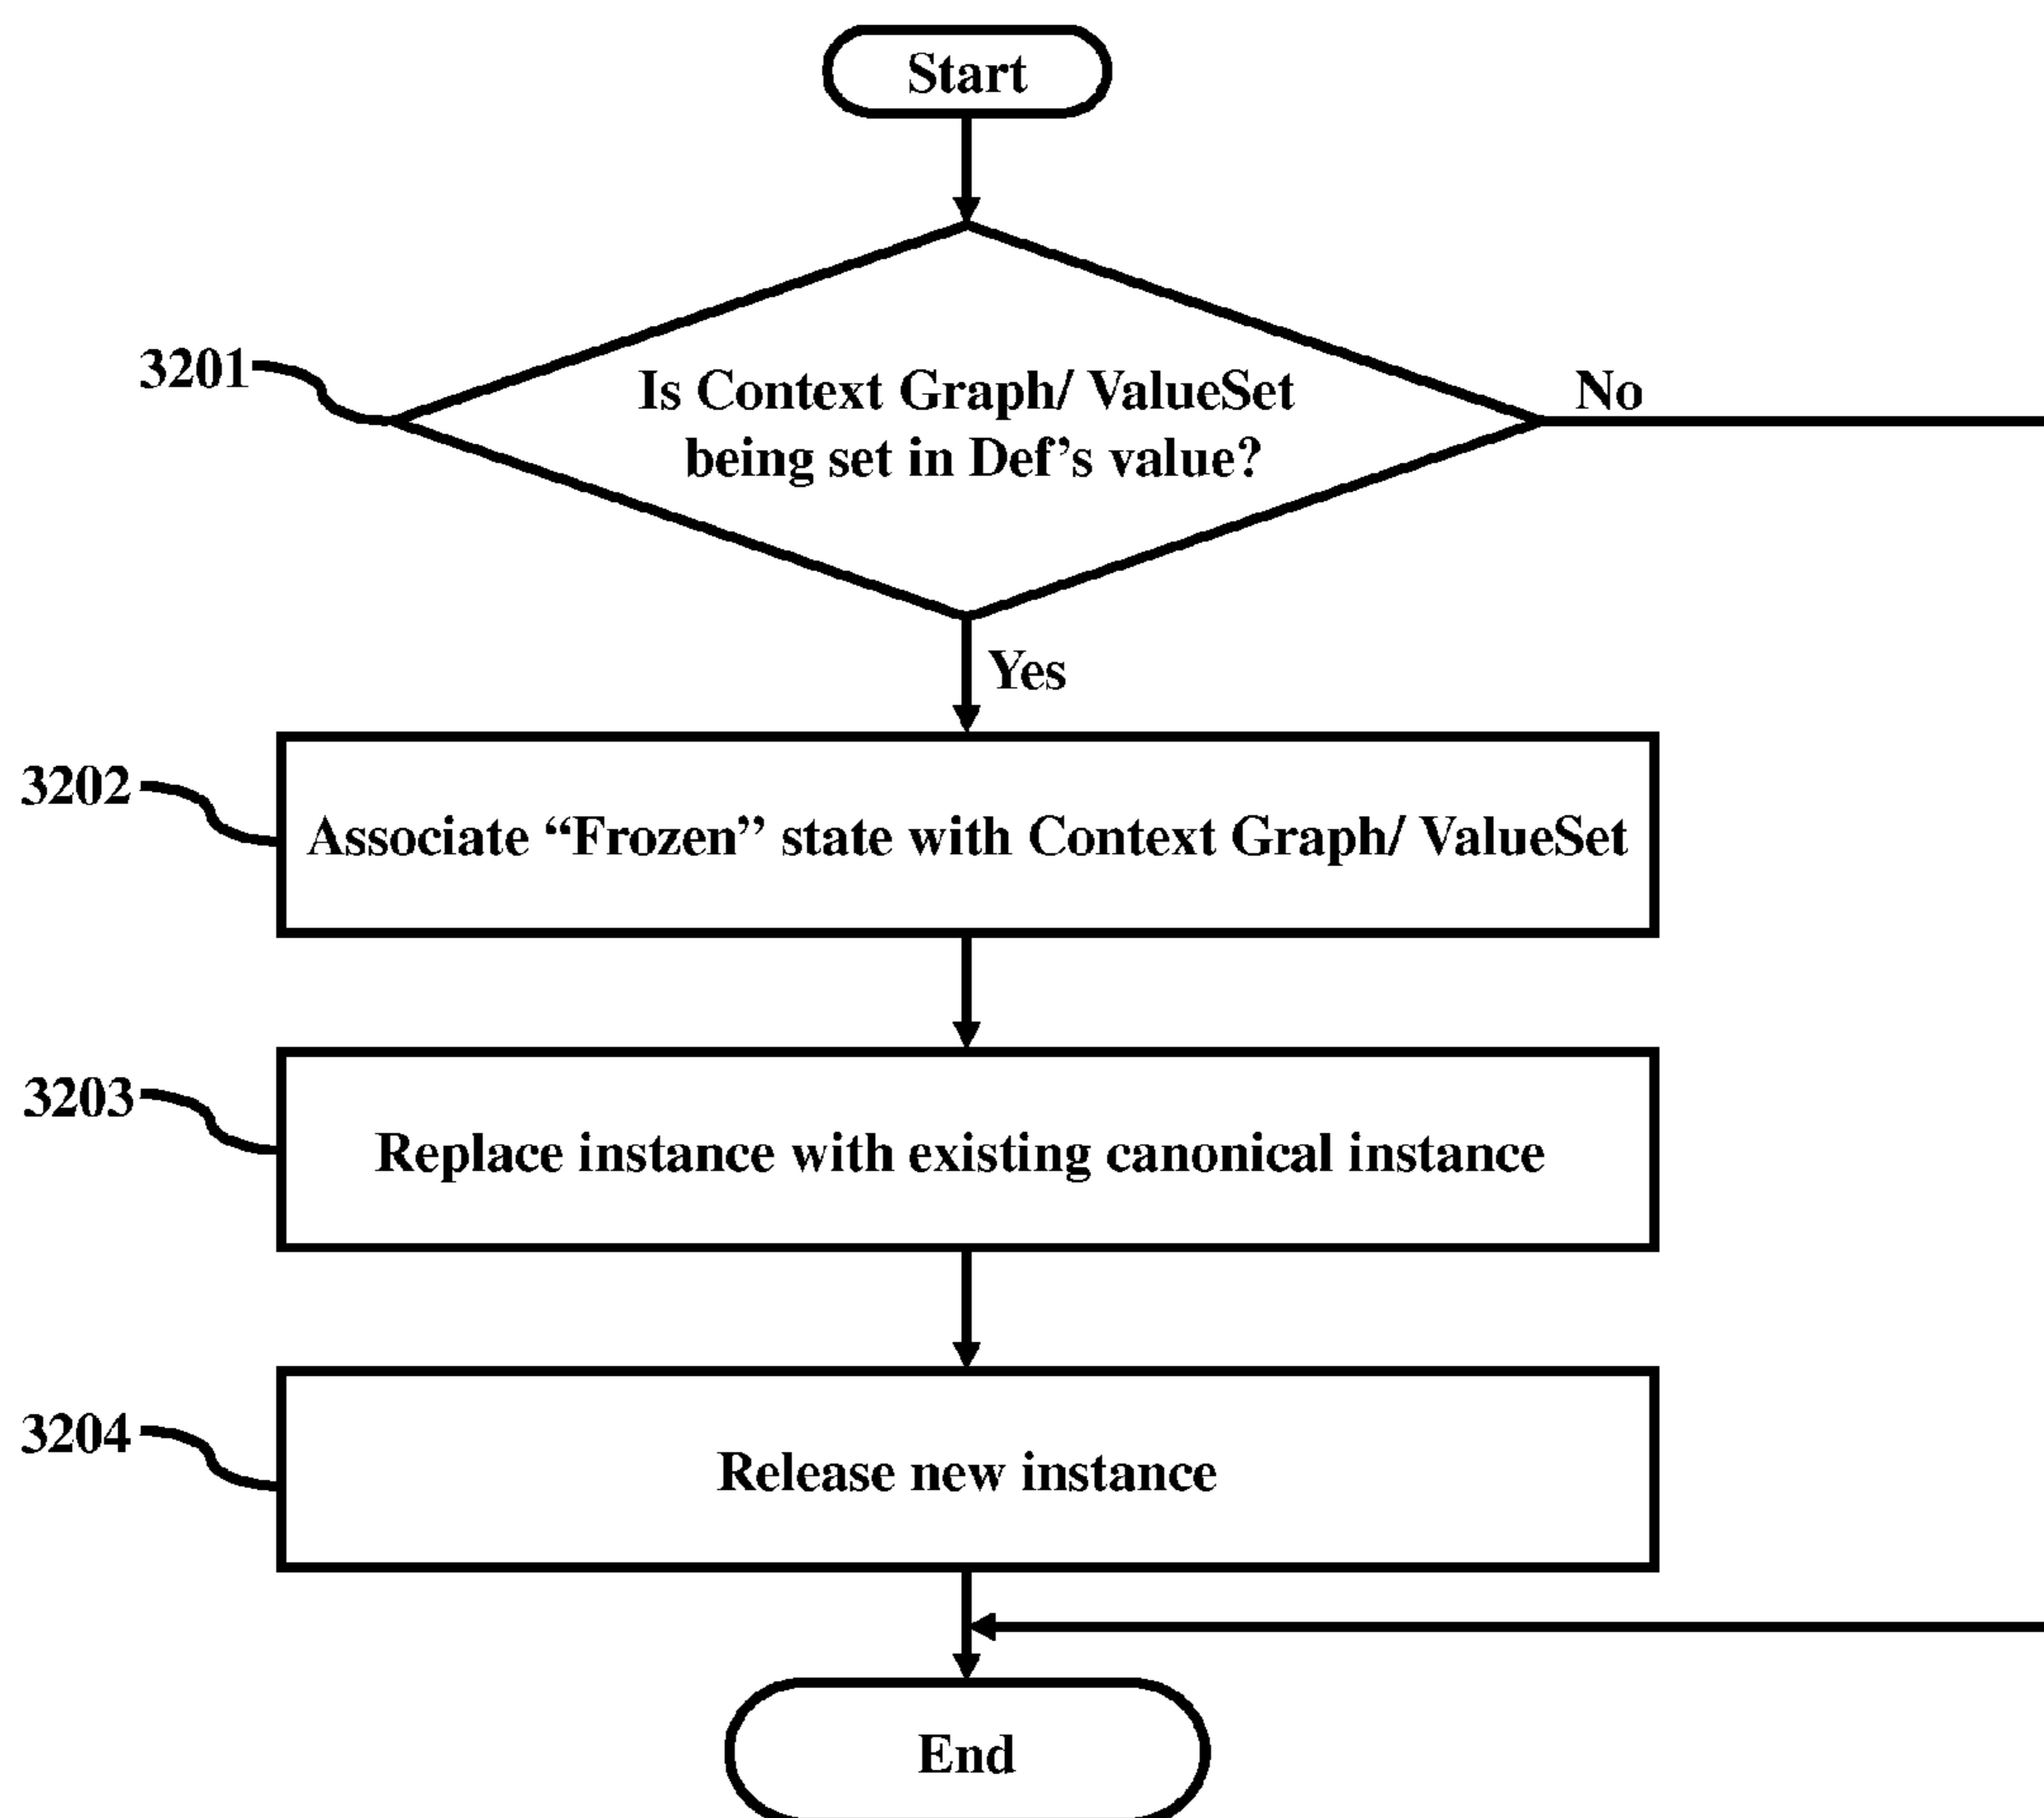 Start
3201
Is Context Graph/ ValueSet
being set in Def’s value?
No
Yes
3202
Associate “Frozen” state with Context Graph/ ValueSet
3203
Replace instance with existing canonical instance
3204
Release new instance
End